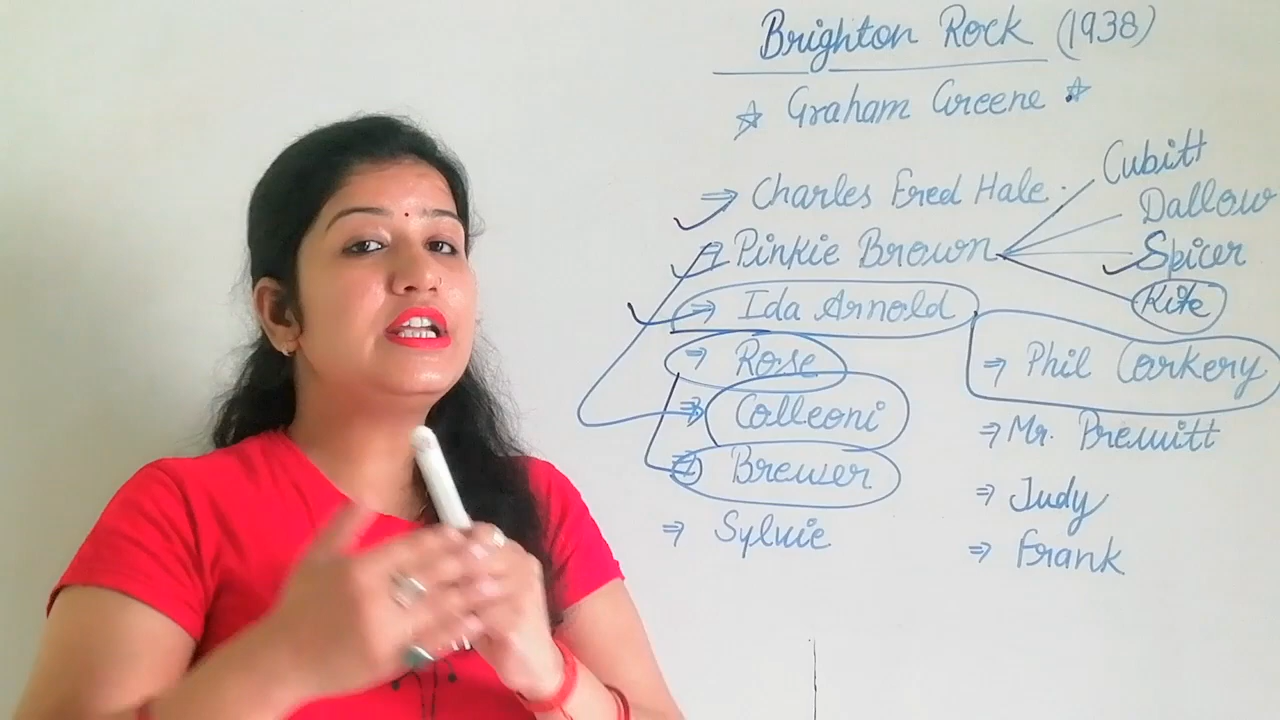 Brighton Rock (1938)
☆ Graham Greene ☆
⇒ Charles Fred Hale.
Cubitt
Dallow
⇒ Pinkie Brown
Spicer
Kite
⇒ Ida Arnold
⇒ Rose
⇒ Phil Corkery
⇒ Colleoni
⇒ Mr. Prewitt
⇒ Brewer
⇒ Judy
⇒ Sylvie
⇒ Frank